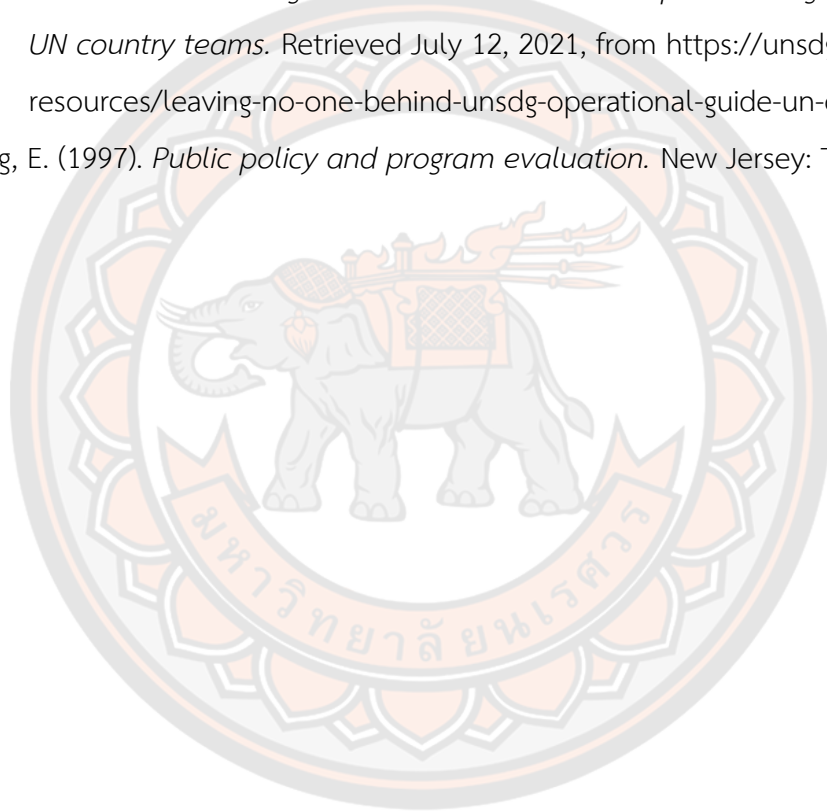 UN country teams. Retrieved July 12, 2021, from https://unsdg
resources/leaving-no-one-behind-unsdg-operational-guide-un-
g, E. (1997). Public policy and program evaluation. New Jersey: T
มหาวิทยาลัยนเรศวร